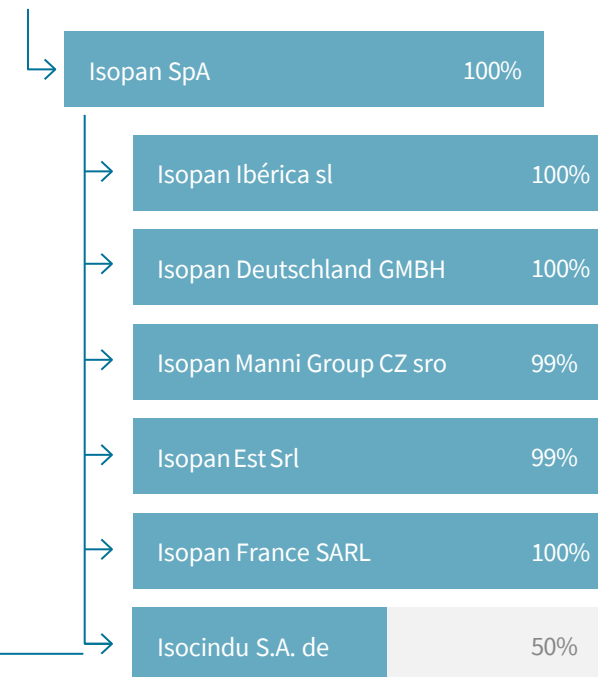 Isopan SpA 100%
Isopan Ibérica sl 100%
Isopan Deutschland GMBH 100%
Isopan Manni Group CZ sro 99%
Isopan Est Srl 99%
Isopan France SARL 100%
Isocindu S.A. de 50%